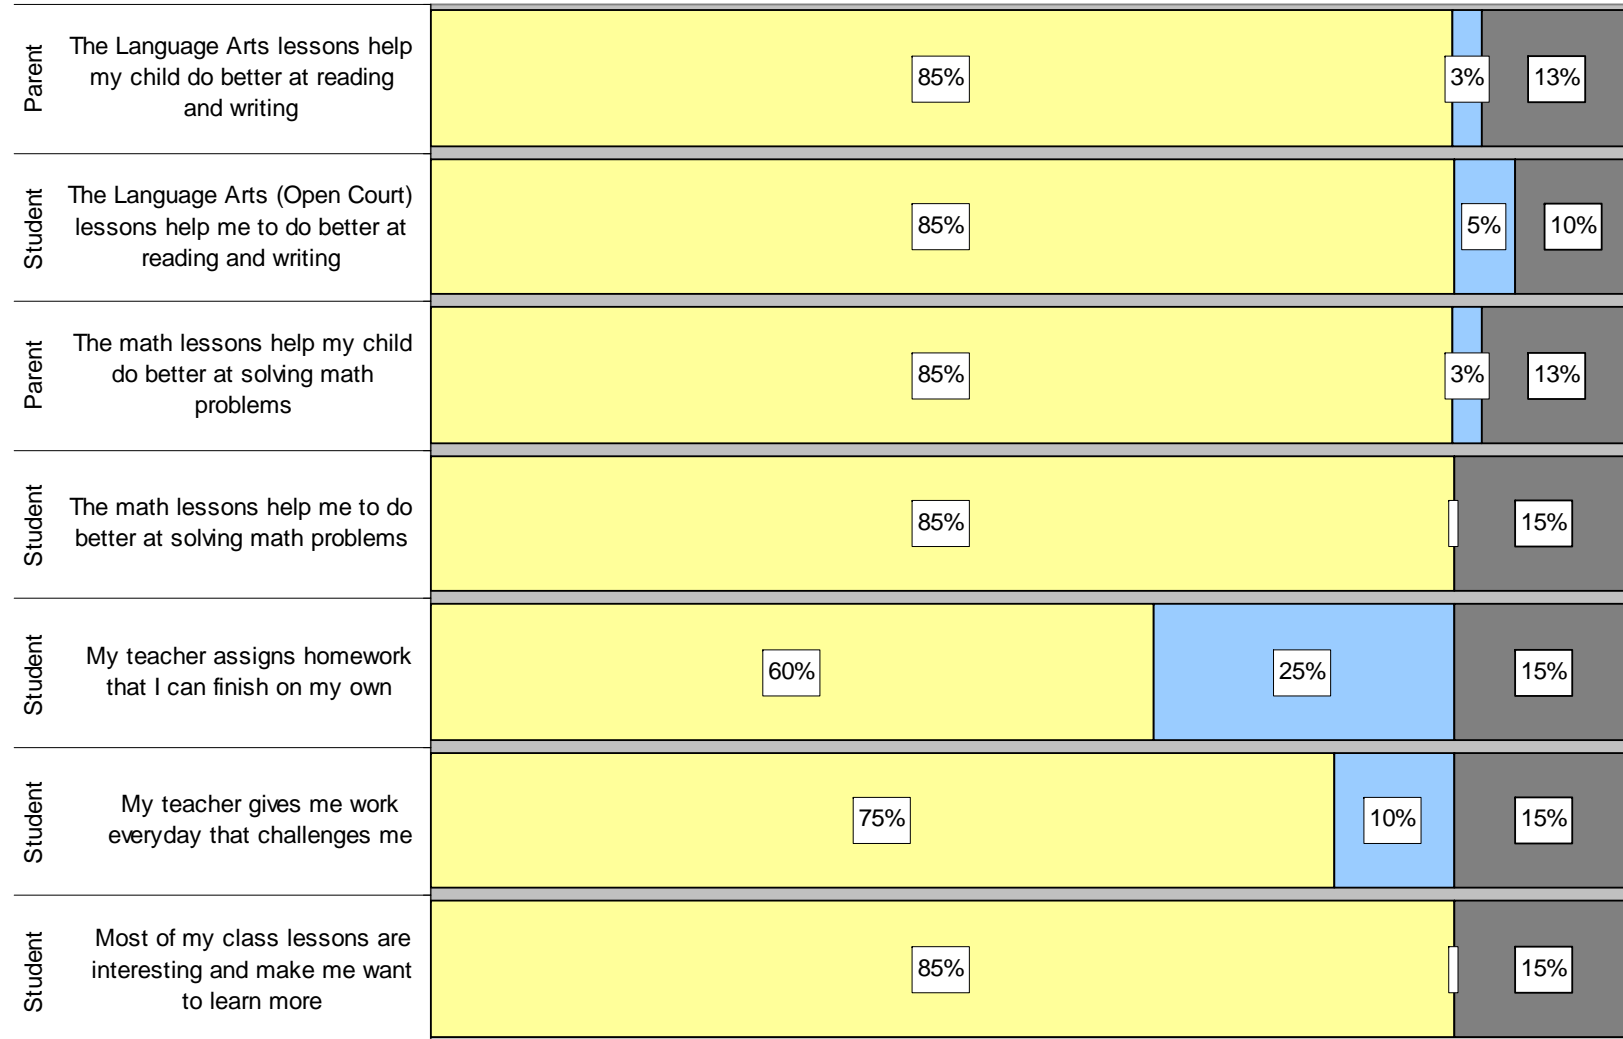 Parent
The Language Arts lessons help
my child do better at reading
and writing
85%
3%
13%
Student
The Language Arts (Open Court)
lessons help me to do better at
reading and writing
85%
5%
10%
Parent
The math lessons help my child
do better at solving math
problems
85%
3%
13%
Student
The math lessons help me to do
better at solving math problems
85%
15%
Student
My teacher assigns homework
that I can finish on my own
60%
25%
15%
Student
My teacher gives me work
everyday that challenges me
75%
10%
15%
Student
Most of my class lessons are
interesting and make me want
to learn more
85%
15%